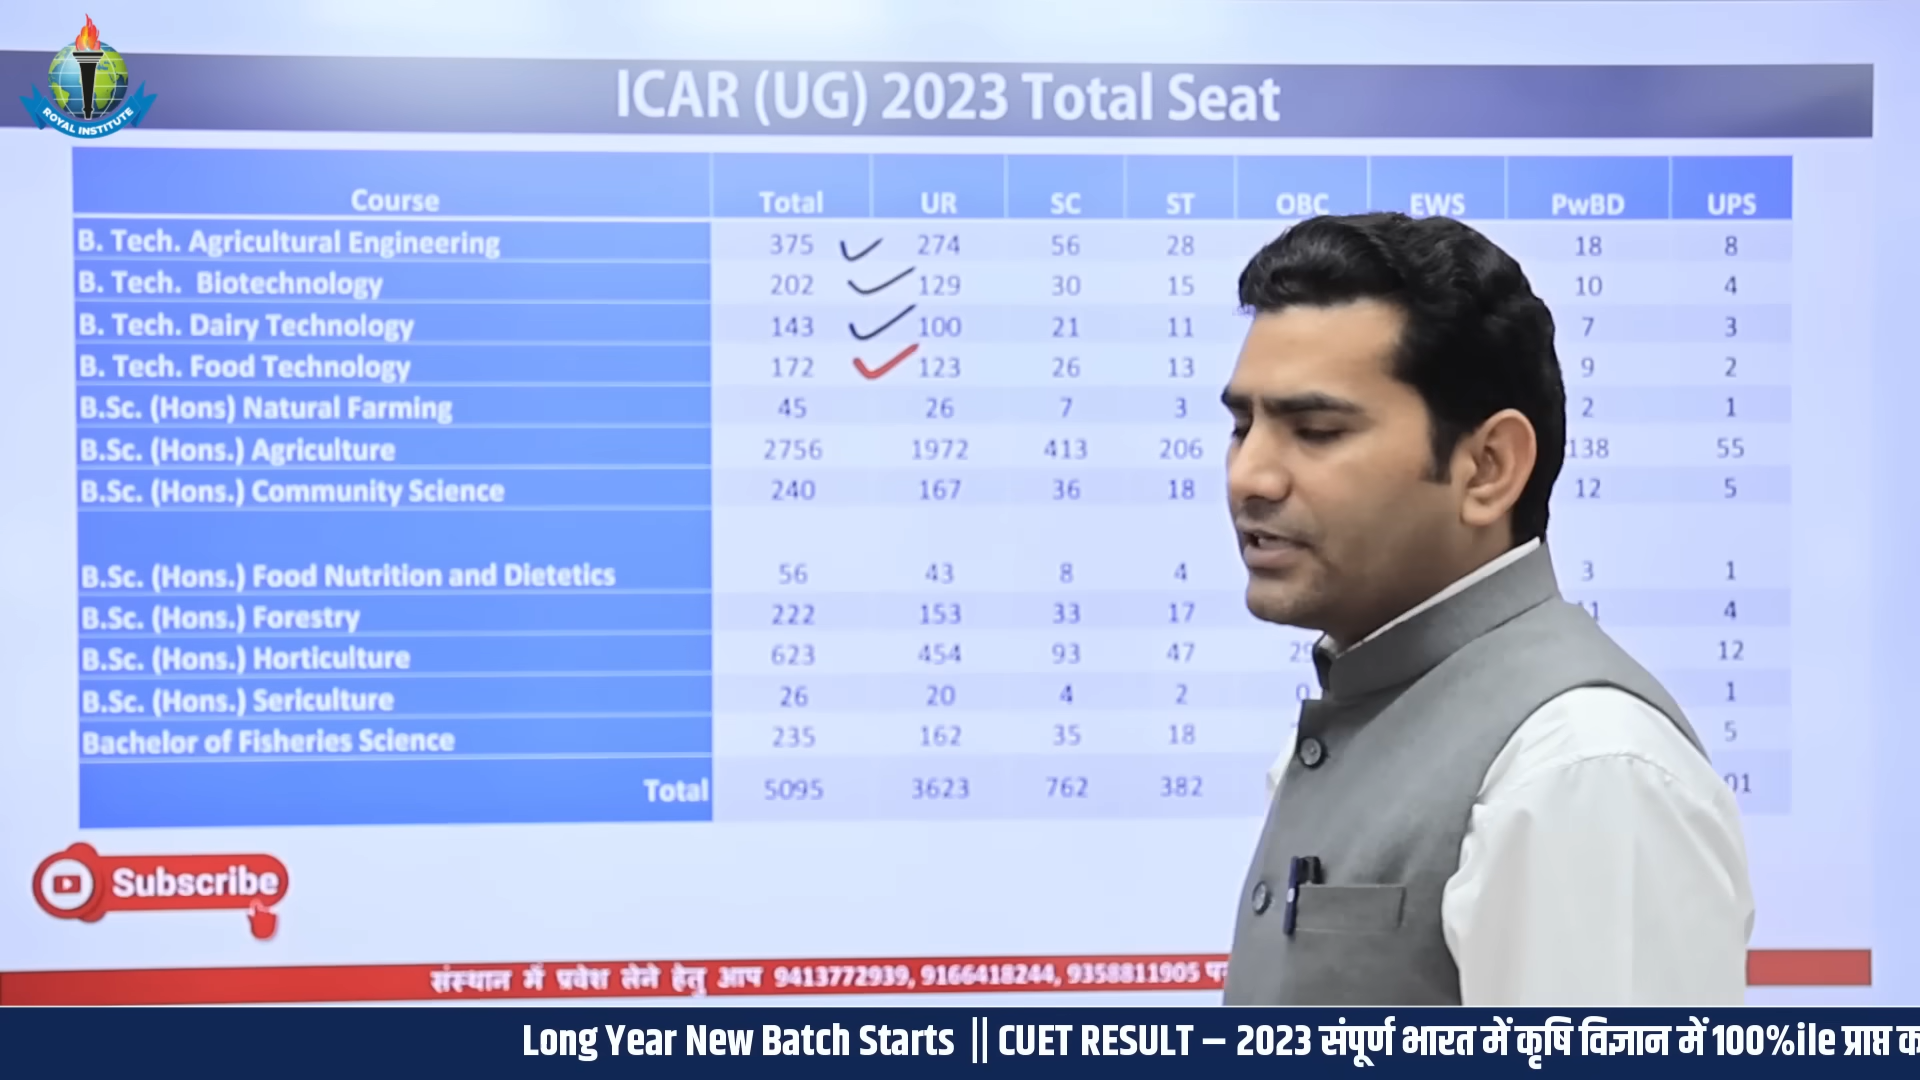 ROYAL INSTITUTE
ICAR (UG) 2023 Total Seat
Course Total UR SC ST OBC EWS PwBD UPS
B. Tech. Agricultural Engineering 375 274 56 28 18 8
B. Tech. Biotechnology 202 129 30 15 10 4
B. Tech. Dairy Technology 143 100 21 11 7 3
B. Tech. Food Technology 172 123 26 13 9 2
B.Sc. (Hons) Natural Farming 45 26 7 3 2 1
B.Sc. (Hons.) Agriculture 2756 1972 413 206 138 55
B.Sc. (Hons.) Community Science 240 167 36 18 12 5
B.Sc. (Hons.) Food Nutrition and Dietetics 56 43 8 4 3 1
B.Sc. (Hons.) Forestry 222 153 33 17 4
B.Sc. (Hons.) Horticulture 623 454 93 47 12
B.Sc. (Hons.) Sericulture 26 20 4 2 0 1
Bachelor of Fisheries Science 235 162 35 18 5
Total 5095 3623 762 382
Subscribe
संस्थान में प्रवेश लेने हेतु आप 9413772939, 9166418244, 9358811905
Long Year New Batch Starts || CUET RESULT – 2023 संपूर्ण भारत में कृषि विज्ञान में 100%ile प्राप्त